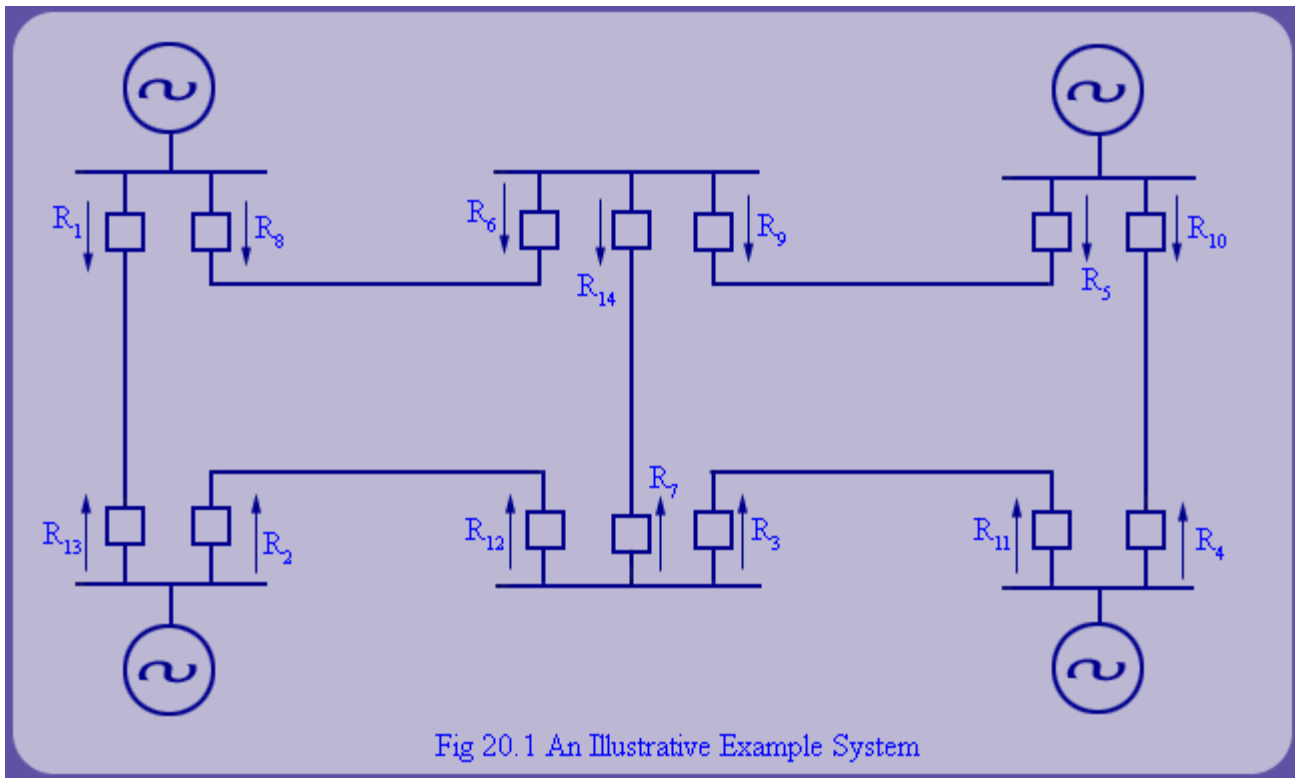 R1
R8
R6
R14
R9
R5
R10
R13
R2
R12
R7
R3
R11
R4
Fig 20.1 An Illustrative Example System